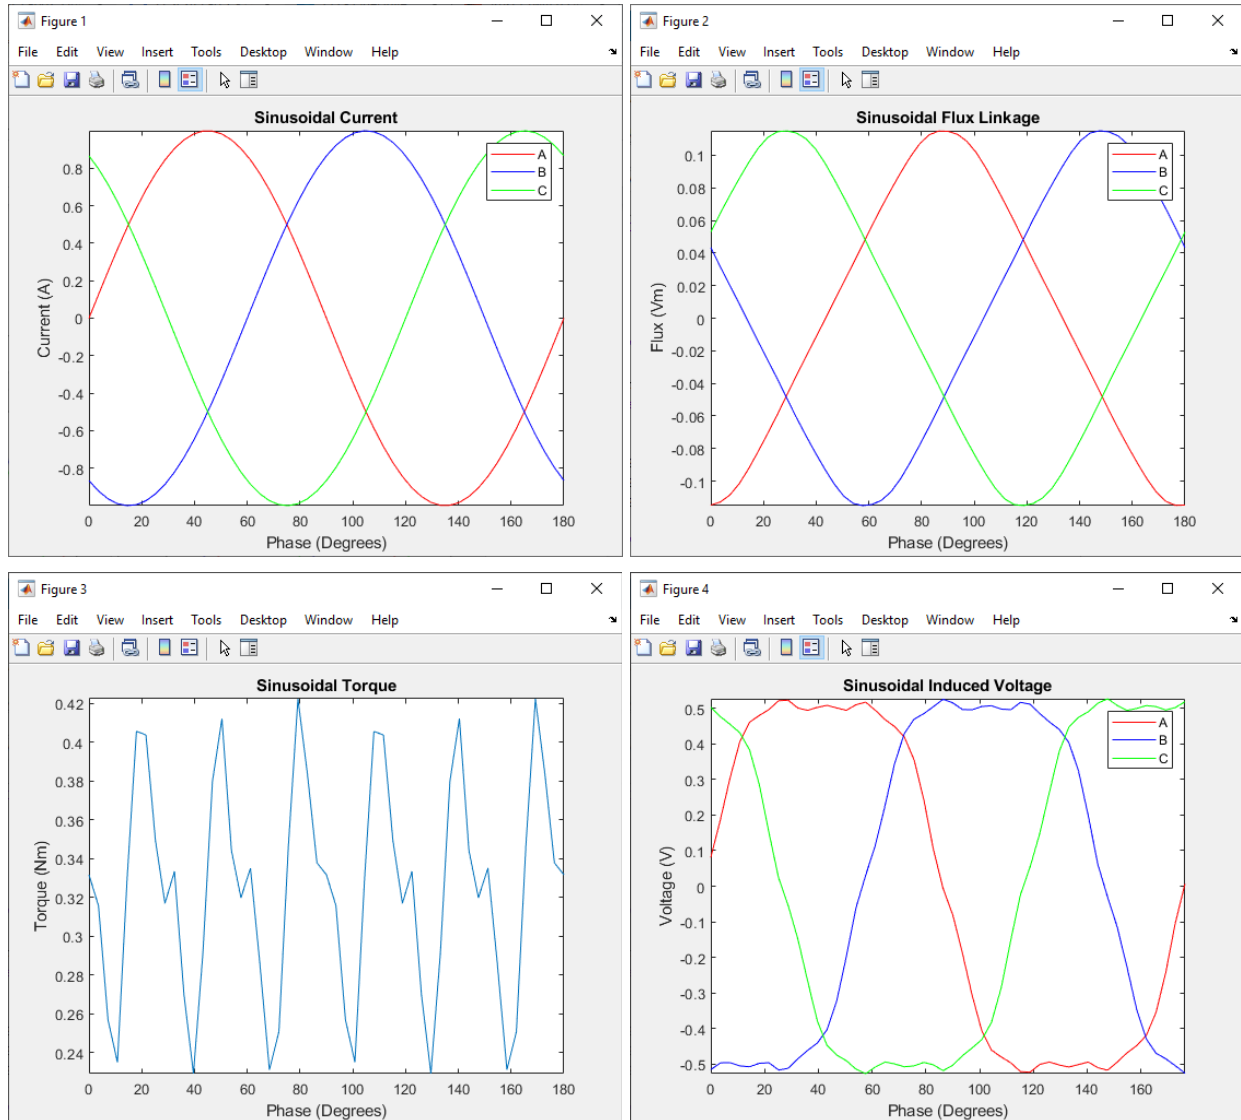 Figure 1
File Edit View Insert Tools Desktop Window Help
Sinusoidal Current
A
B
C
0.8
0.6
0.4
0.2
0
-0.2
-0.4
-0.6
-0.8
Current (A)
0 20 40 60 80 100 120 140 160 180
Phase (Degrees)
Figure 2
File Edit View Insert Tools Desktop Window Help
Sinusoidal Flux Linkage
A
B
C
0.1
0.08
0.06
0.04
0.02
0
-0.02
-0.04
-0.06
-0.08
-0.1
Flux (Vm)
0 20 40 60 80 100 120 140 160 180
Phase (Degrees)
Figure 3
File Edit View Insert Tools Desktop Window Help
Sinusoidal Torque
0.42
0.4
0.38
0.36
0.34
0.32
0.3
0.28
0.26
0.24
Torque (Nm)
0 20 40 60 80 100 120 140 160 180
Phase (Degrees)
Figure 4
File Edit View Insert Tools Desktop Window Help
Sinusoidal Induced Voltage
A
B
C
0.5
0.4
0.3
0.2
0.1
0
-0.1
-0.2
-0.3
-0.4
-0.5
Voltage (V)
0 20 40 60 80 100 120 140 160
Phase (Degrees)